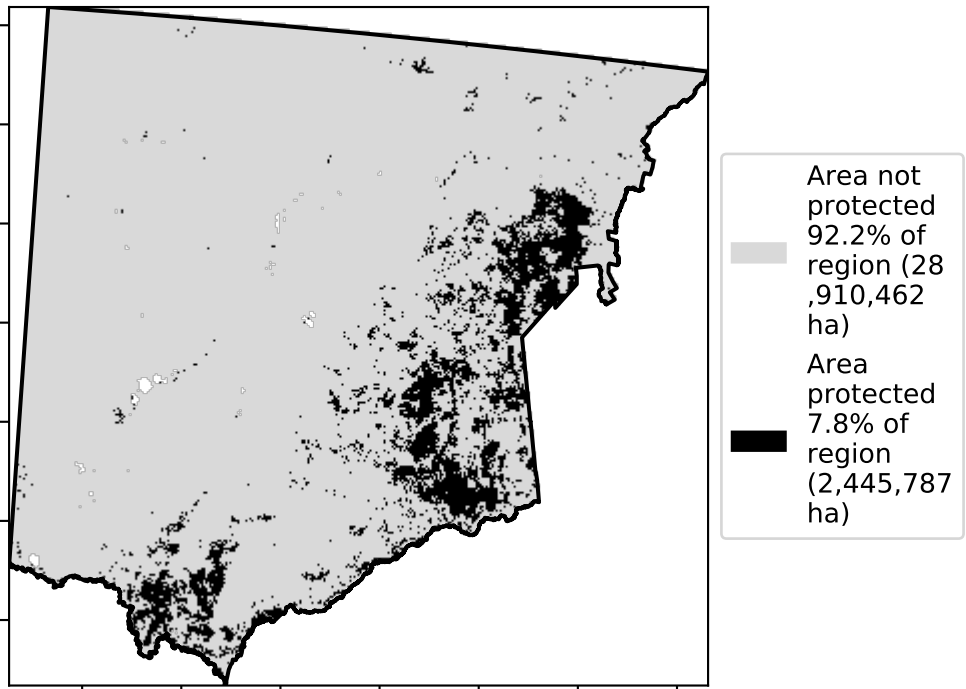 Area not
protected
92.2% of
region (28
,910,462
ha)
Area
protected
7.8% of
region
(2,445,787
ha)